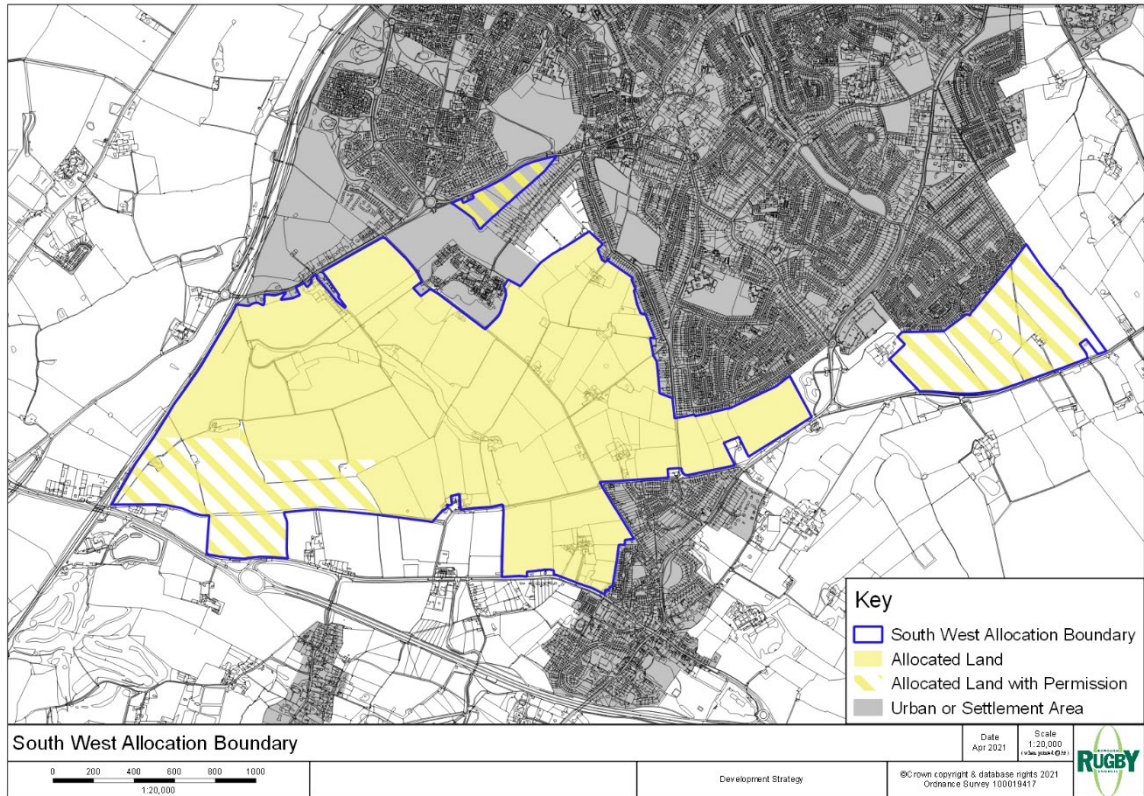 Key
South West Allocation Boundary
Allocated Land
Allocated Land with Permission
Urban or Settlement Area
South West Allocation Boundary
Date
Apr 2021
Scale
1:20,000
0 200 400 600 800 1000
1:20,000
Development Strategy
©Crown copyright & database rights 2021
Ordnance Survey 100019417
RUGBY